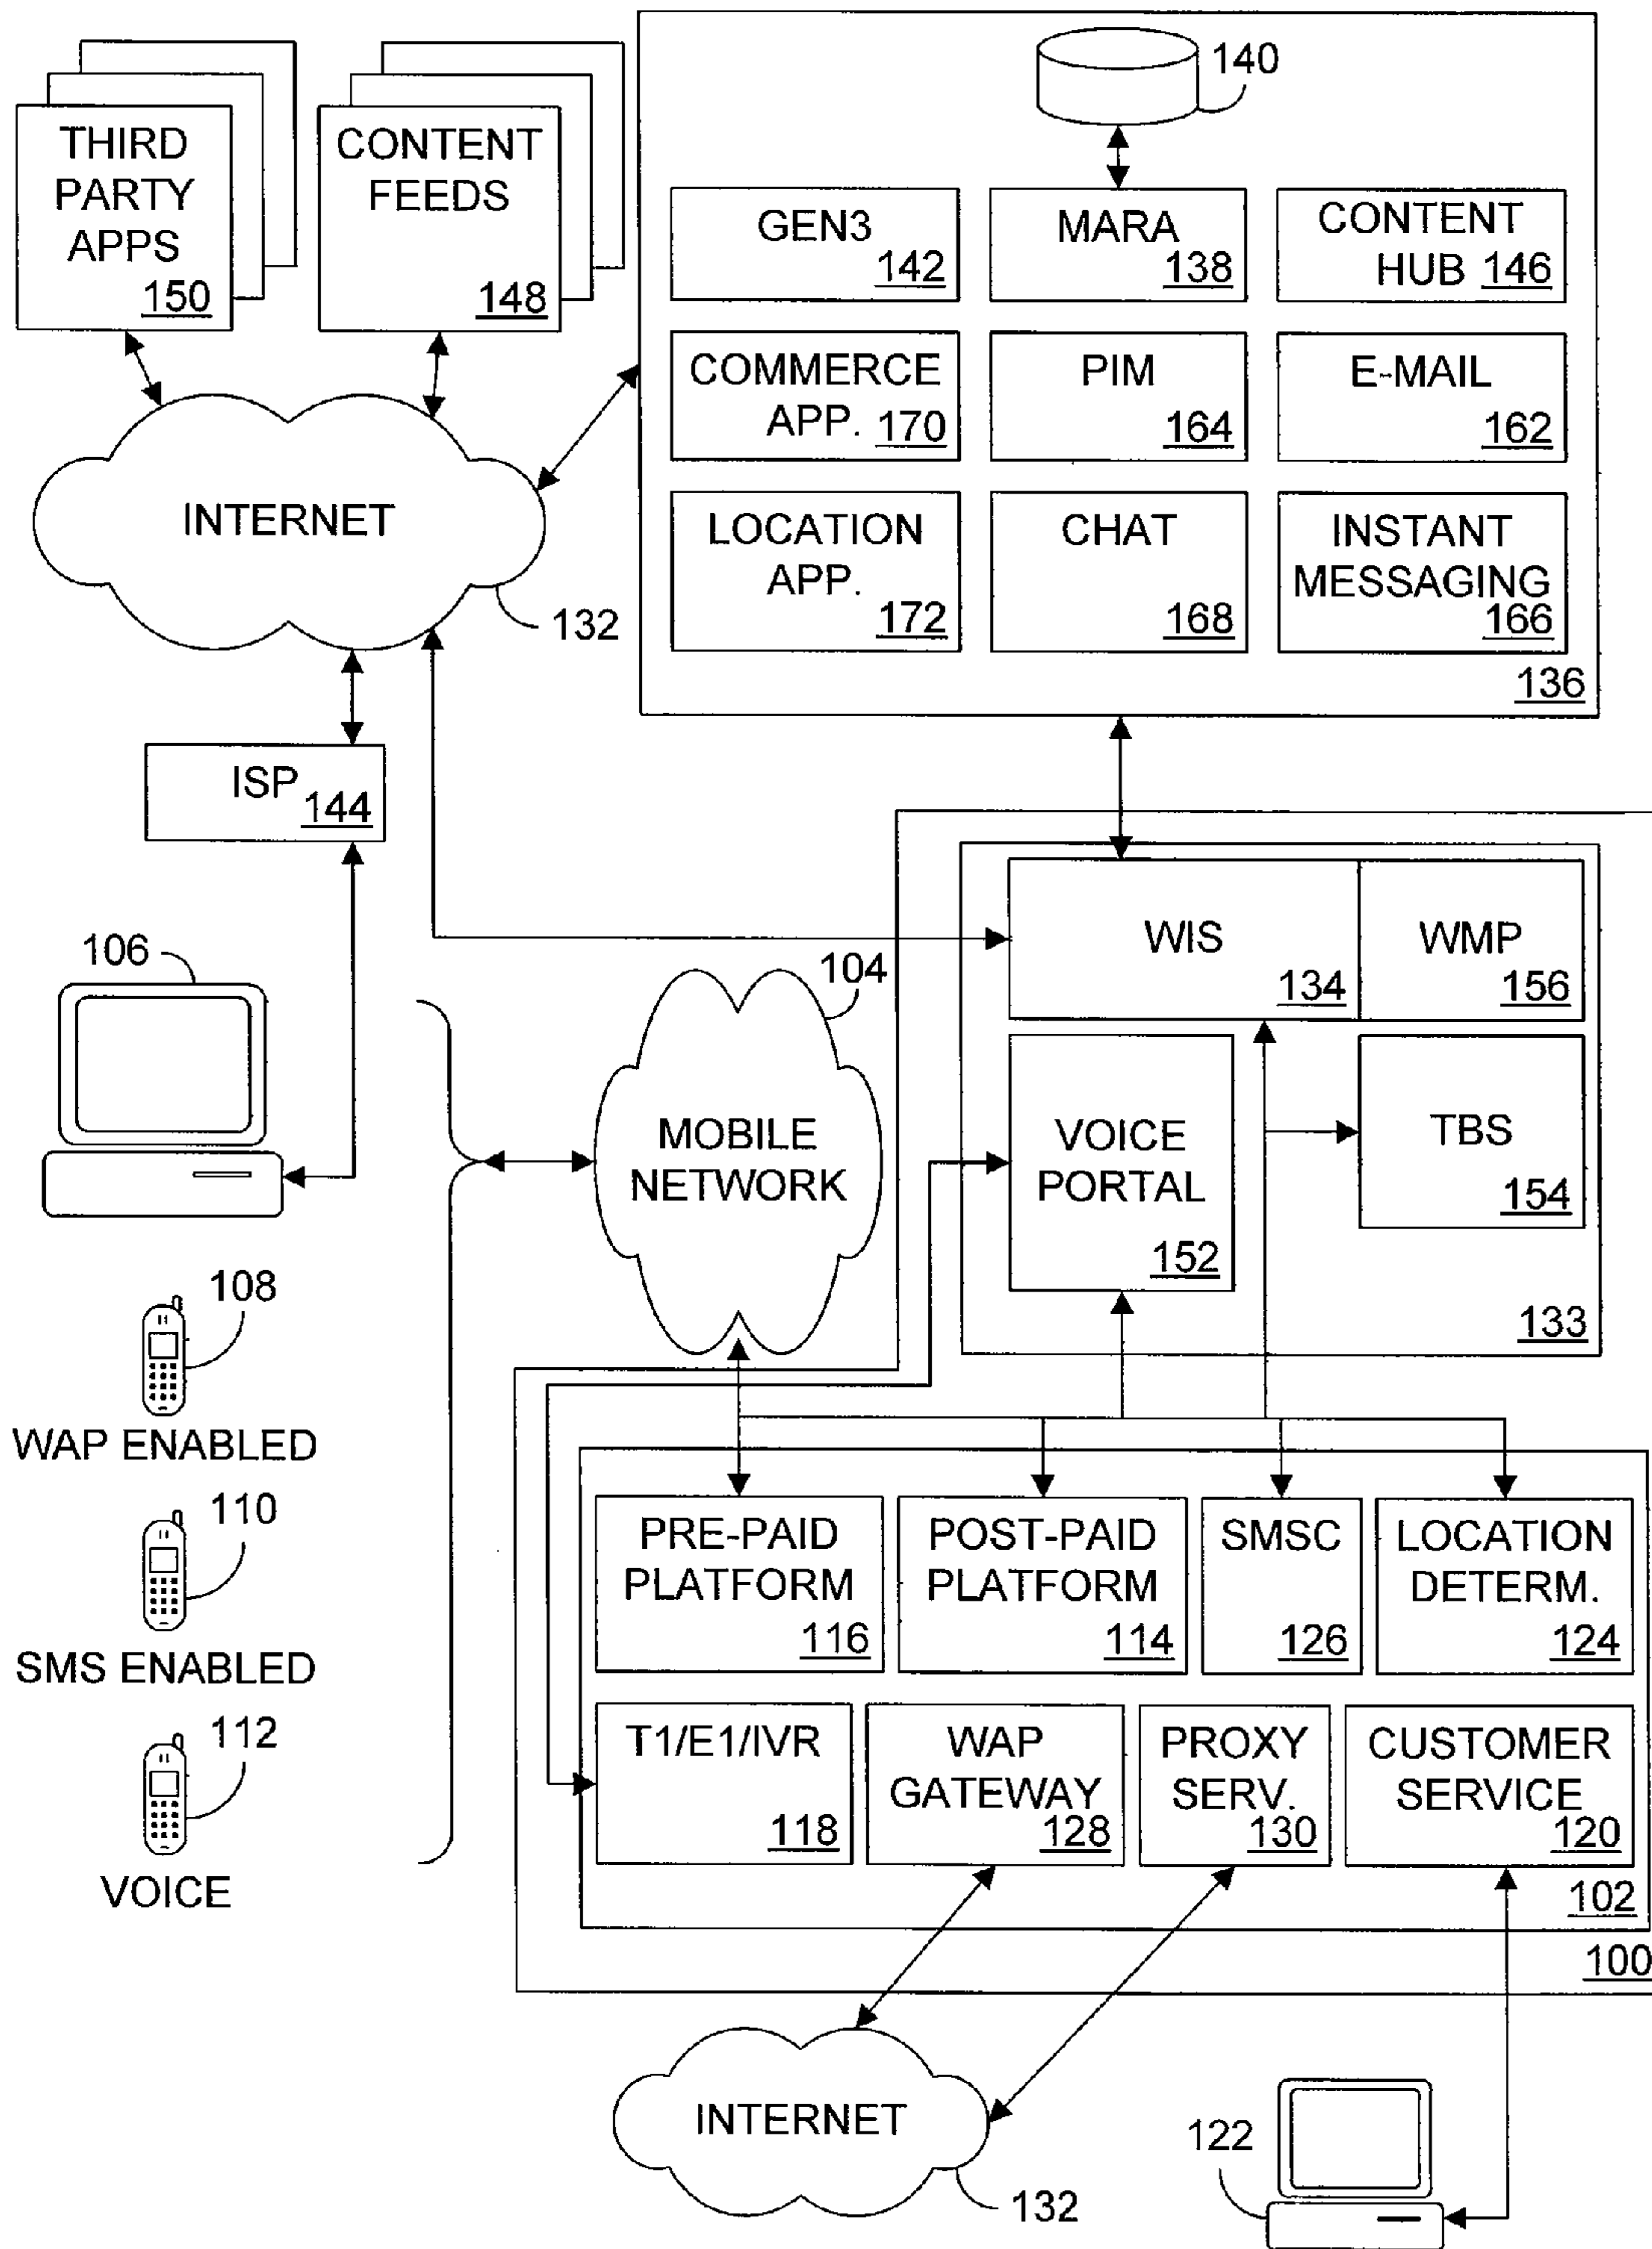 THIRD
PARTY
APPS
150
CONTENT
FEEDS
148
140
GEN3
142
MARA
138
CONTENT
HUB 146
COMMERCE
APP. 170
PIM
164
E-MAIL
162
LOCATION
APP.
172
CHAT
168
INSTANT
MESSAGING
166
136
INTERNET
132
ISP
144
WIS
134
WMP
156
106
104
MOBILE
NETWORK
VOICE
PORTAL
152
TBS
154
133
108
WAP ENABLED
110
SMS ENABLED
112
VOICE
PRE-PAID
PLATFORM
116
POST-PAID
PLATFORM
114
SMSC
126
LOCATION
DETERM.
124
T1/E1/IVR
118
WAP
GATEWAY
128
PROXY
SERV.
130
CUSTOMER
SERVICE
120
102
100
INTERNET
132
122